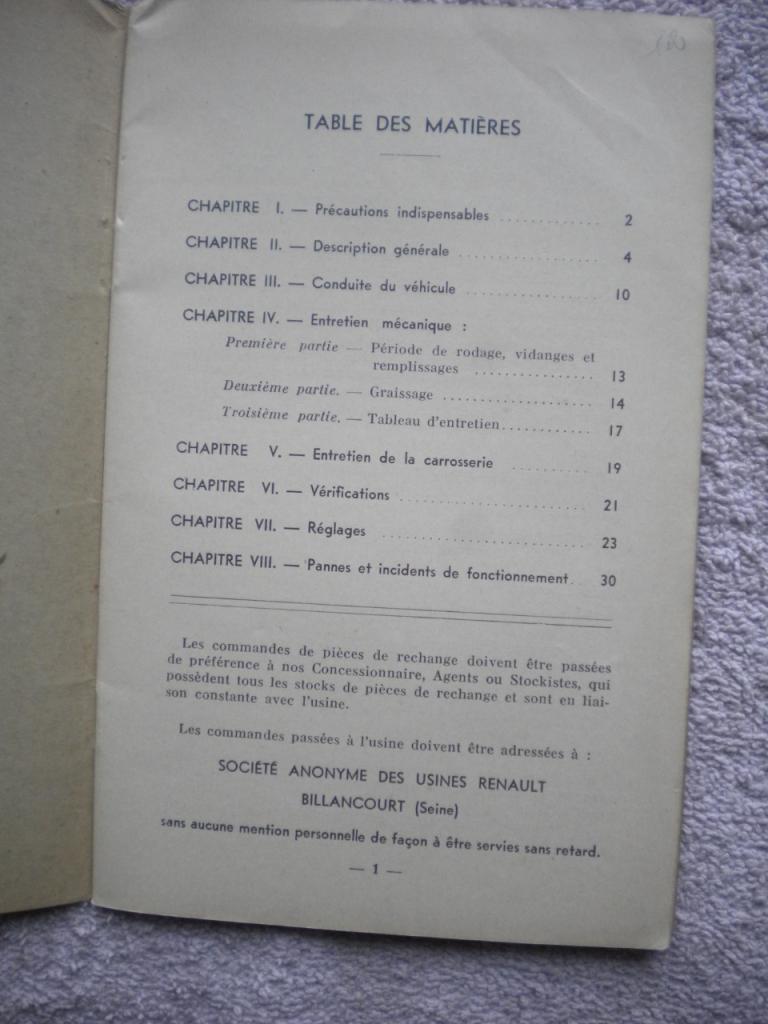 TABLE DES MATIÈRES
CHAPITRE I. — Précautions indispensables ............ 2
CHAPITRE II. — Description générale ................. 4
CHAPITRE III. — Conduite du véhicule ................ 10
CHAPITRE IV. — Entretien mécanique :
Première partie — Période de rodage, vidanges et
remplissages ............... 13
Deuxième partie. — Graissage ................... 14
Troisième partie. — Tableau d'entretien............ 17
CHAPITRE V. — Entretien de la carrosserie .......... 19
CHAPITRE VI. — Vérifications ....................... 21
CHAPITRE VII. — Réglages .......................... 23
CHAPITRE VIII. — Pannes et incidents de fonctionnement. 30
Les commandes de pièces de rechange doivent être passées
de préférence à nos Concessionnaire, Agents ou Stockistes, qui
possèdent tous les stocks de pièces de rechange et sont en liai-
son constante avec l'usine.
Les commandes passées à l'usine doivent être adressées à :
SOCIÉTÉ ANONYME DES USINES RENAULT
BILLANCOURT (Seine)
sans aucune mention personnelle de façon à être servies sans retard.
— 1 —